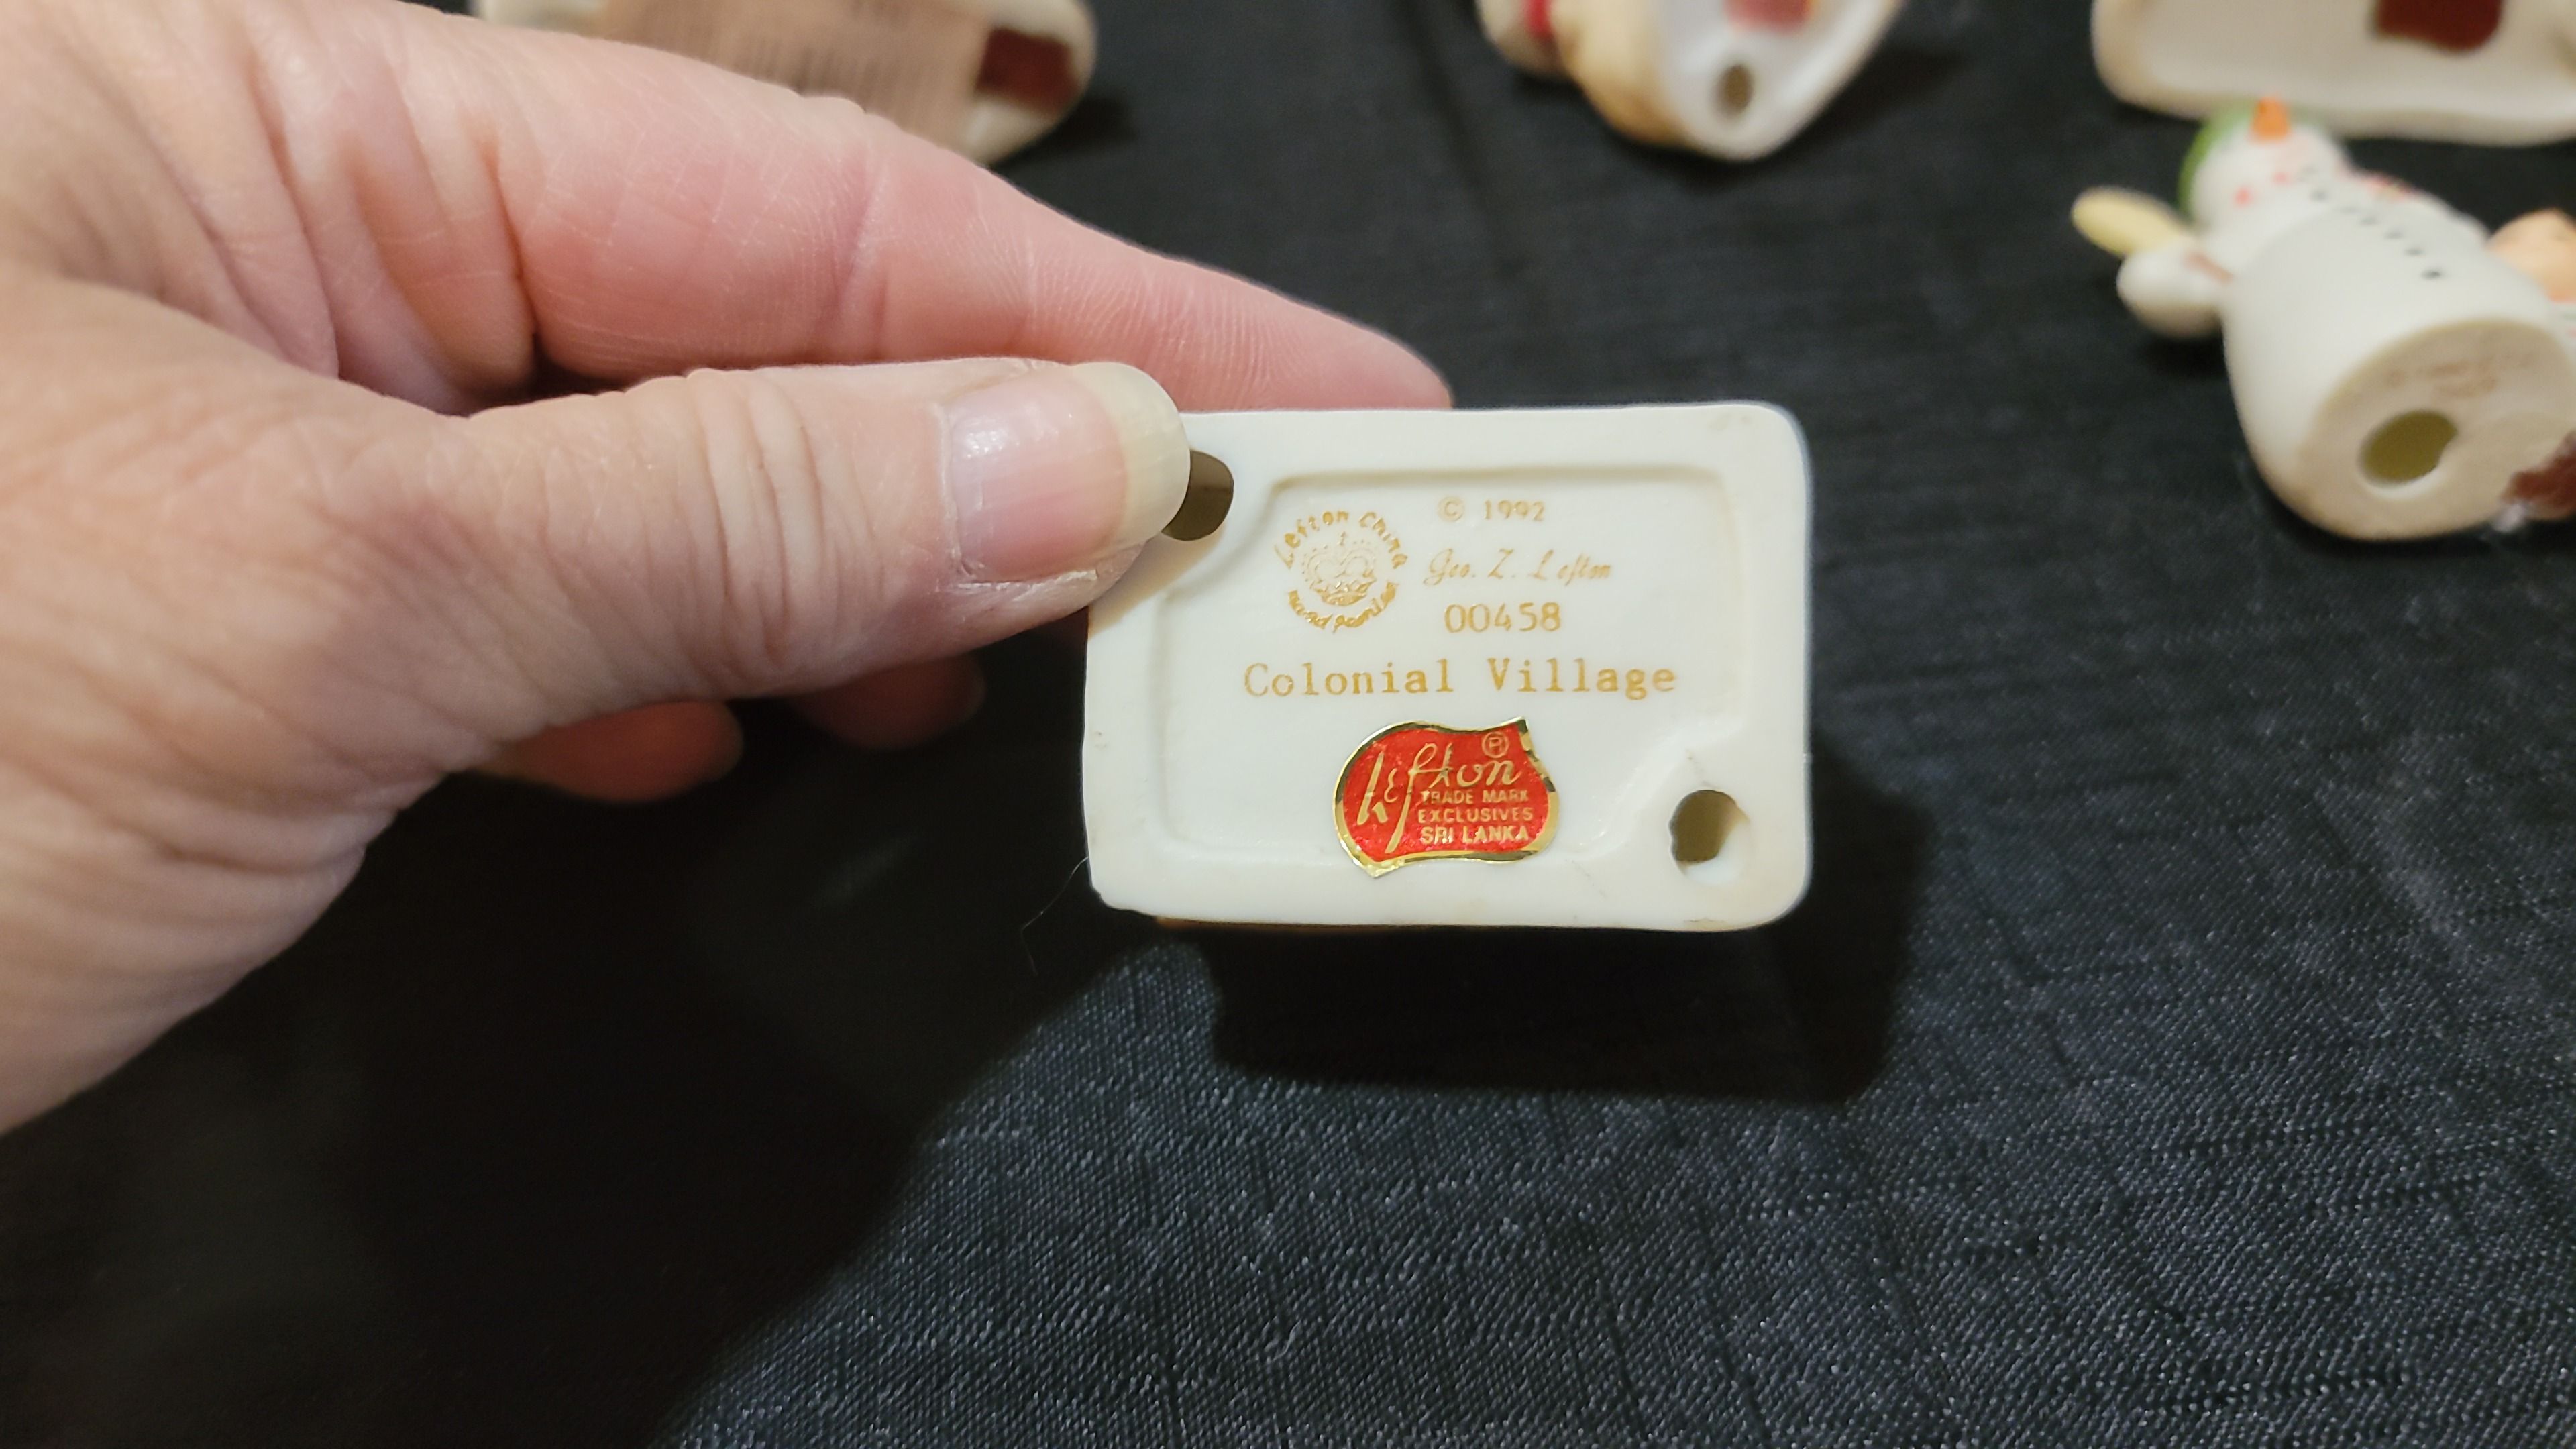 © 1992
Lefton China
Hand Painted
Geo. Z. Lefton
00458
Colonial Village
Lefton ®
TRADE MARK
EXCLUSIVES
SRI LANKA